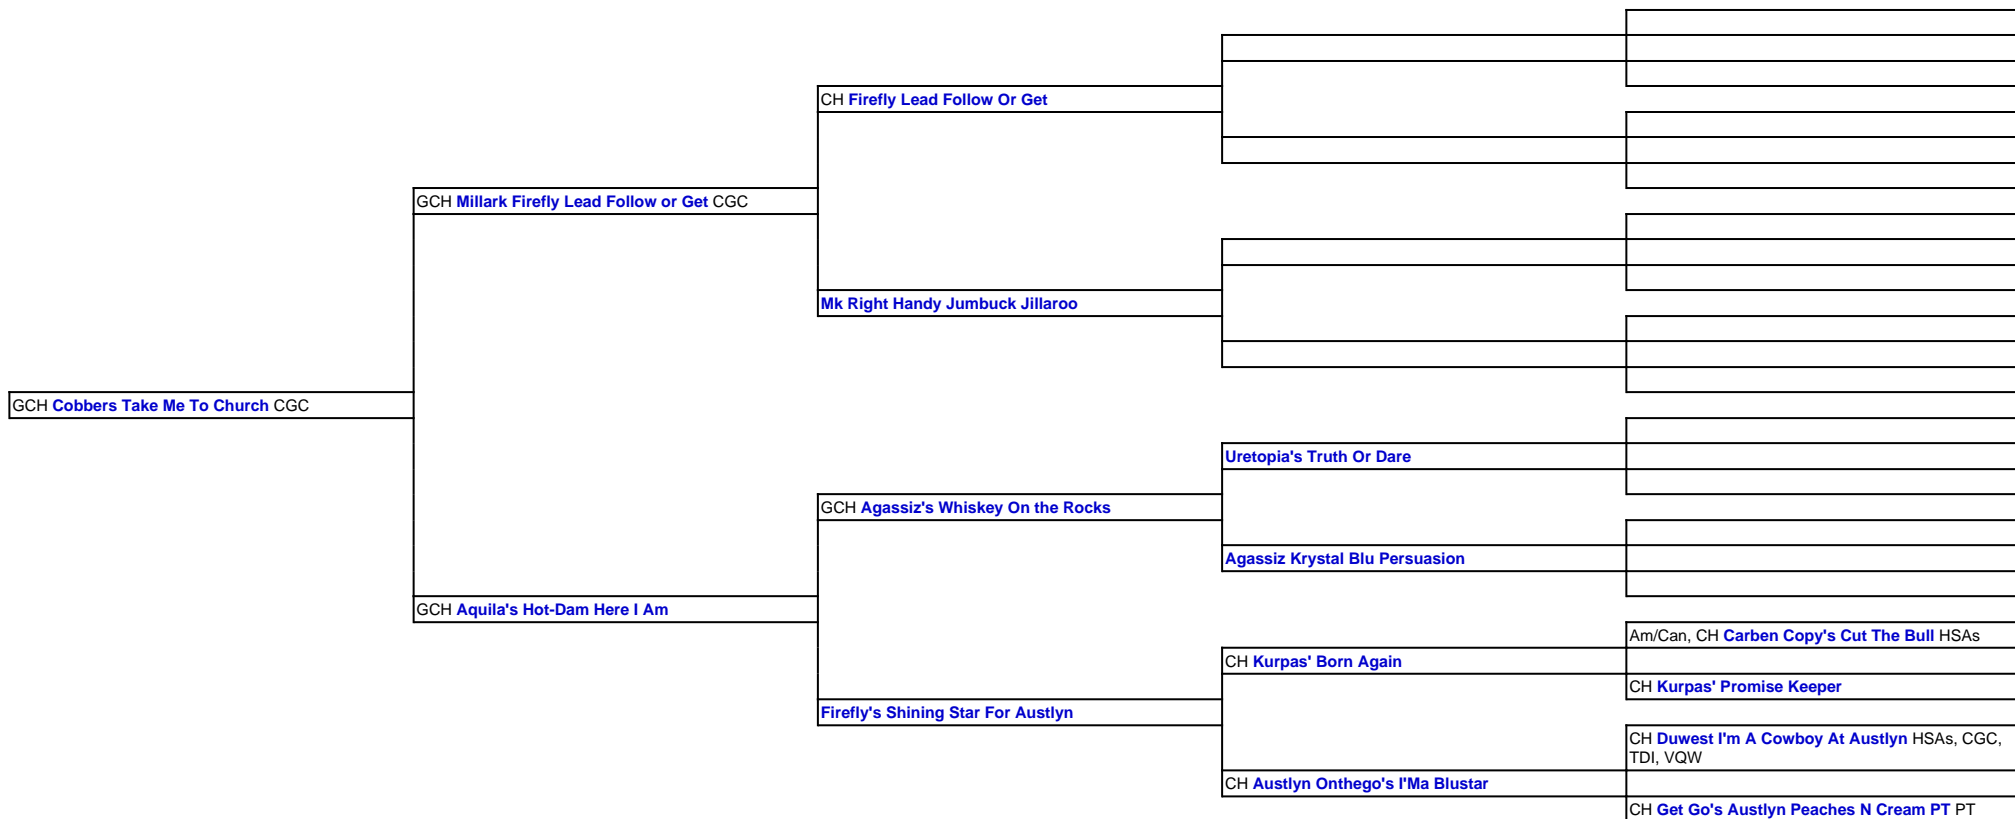 CH Firefly Lead Follow Or Get
GCH Millark Firefly Lead Follow or Get CGC
Mk Right Handy Jumbuck Jillaroo
GCH Cobbers Take Me To Church CGC
Uretopia's Truth Or Dare
GCH Agassiz's Whiskey On the Rocks
Agassiz Krystal Blu Persuasion
GCH Aquila's Hot-Dam Here I Am
Am/Can, CH Carben Copy's Cut The Bull HSAs
CH Kurpas' Born Again
CH Kurpas' Promise Keeper
Firefly's Shining Star For Austlyn
CH Duwest I'm A Cowboy At Austlyn HSAs, CGC,
TDI, VQW
CH Austlyn Onthego's I'Ma Blustar
CH Get Go's Austlyn Peaches N Cream PT PT